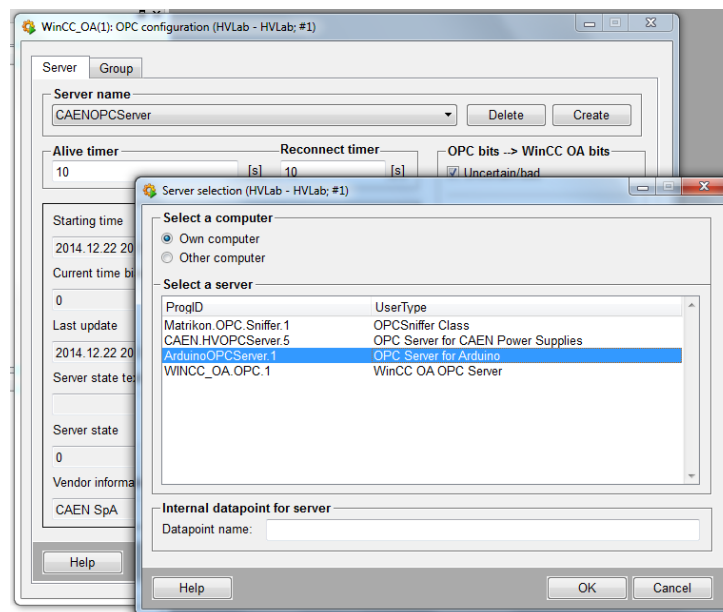 WinCC_OA(1): OPC configuration (HVLab - HVLab; #1)
Server Group
Server name
CAENOPCServer Delete Create
Alive timer Reconnect timer OPC bits --> WinCC OA bits
10 [s] 10 [s] Uncertain/bad
Starting time
2014.12.22 20
Current time bi
0
Last update
2014.12.22 20
Server state te
Server state
0
Vendor informa
CAEN SpA
Help
Server selection (HVLab - HVLab; #1)
Select a computer
Own computer
Other computer
Select a server
ProgID UserType
Matrikon.OPC.Sniffer.1 OPCSniffer Class
CAEN.HVOPCServer.5 OPC Server for CAEN Power Supplies
ArduinoOPCServer.1 OPC Server for Arduino
WINCC_OA.OPC.1 WinCC OA OPC Server
Internal datapoint for server
Datapoint name:
Help OK Cancel